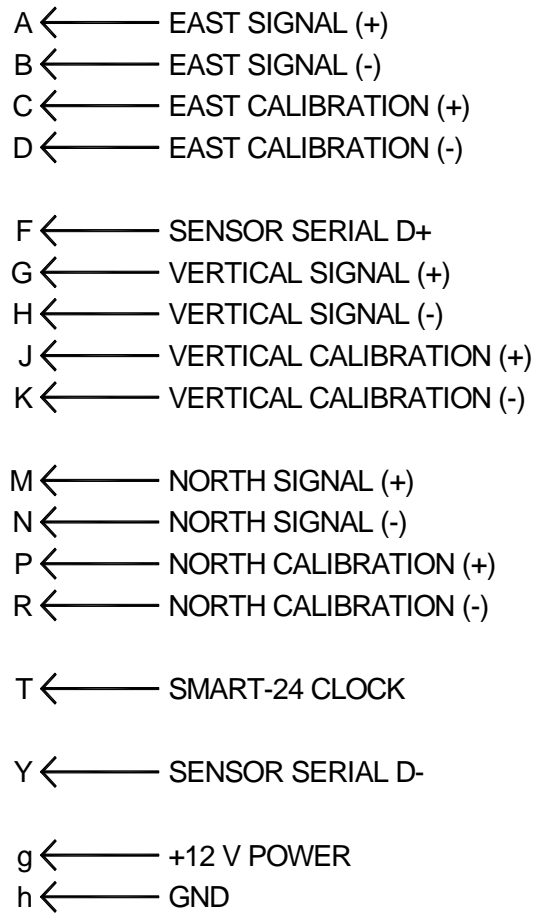 A EAST SIGNAL (+)
B EAST SIGNAL (-)
C EAST CALIBRATION (+)
D EAST CALIBRATION (-)
F SENSOR SERIAL D+
G VERTICAL SIGNAL (+)
H VERTICAL SIGNAL (-)
J VERTICAL CALIBRATION (+)
K VERTICAL CALIBRATION (-)
M NORTH SIGNAL (+)
N NORTH SIGNAL (-)
P NORTH CALIBRATION (+)
R NORTH CALIBRATION (-)
T SMART-24 CLOCK
Y SENSOR SERIAL D-
g +12 V POWER
h GND